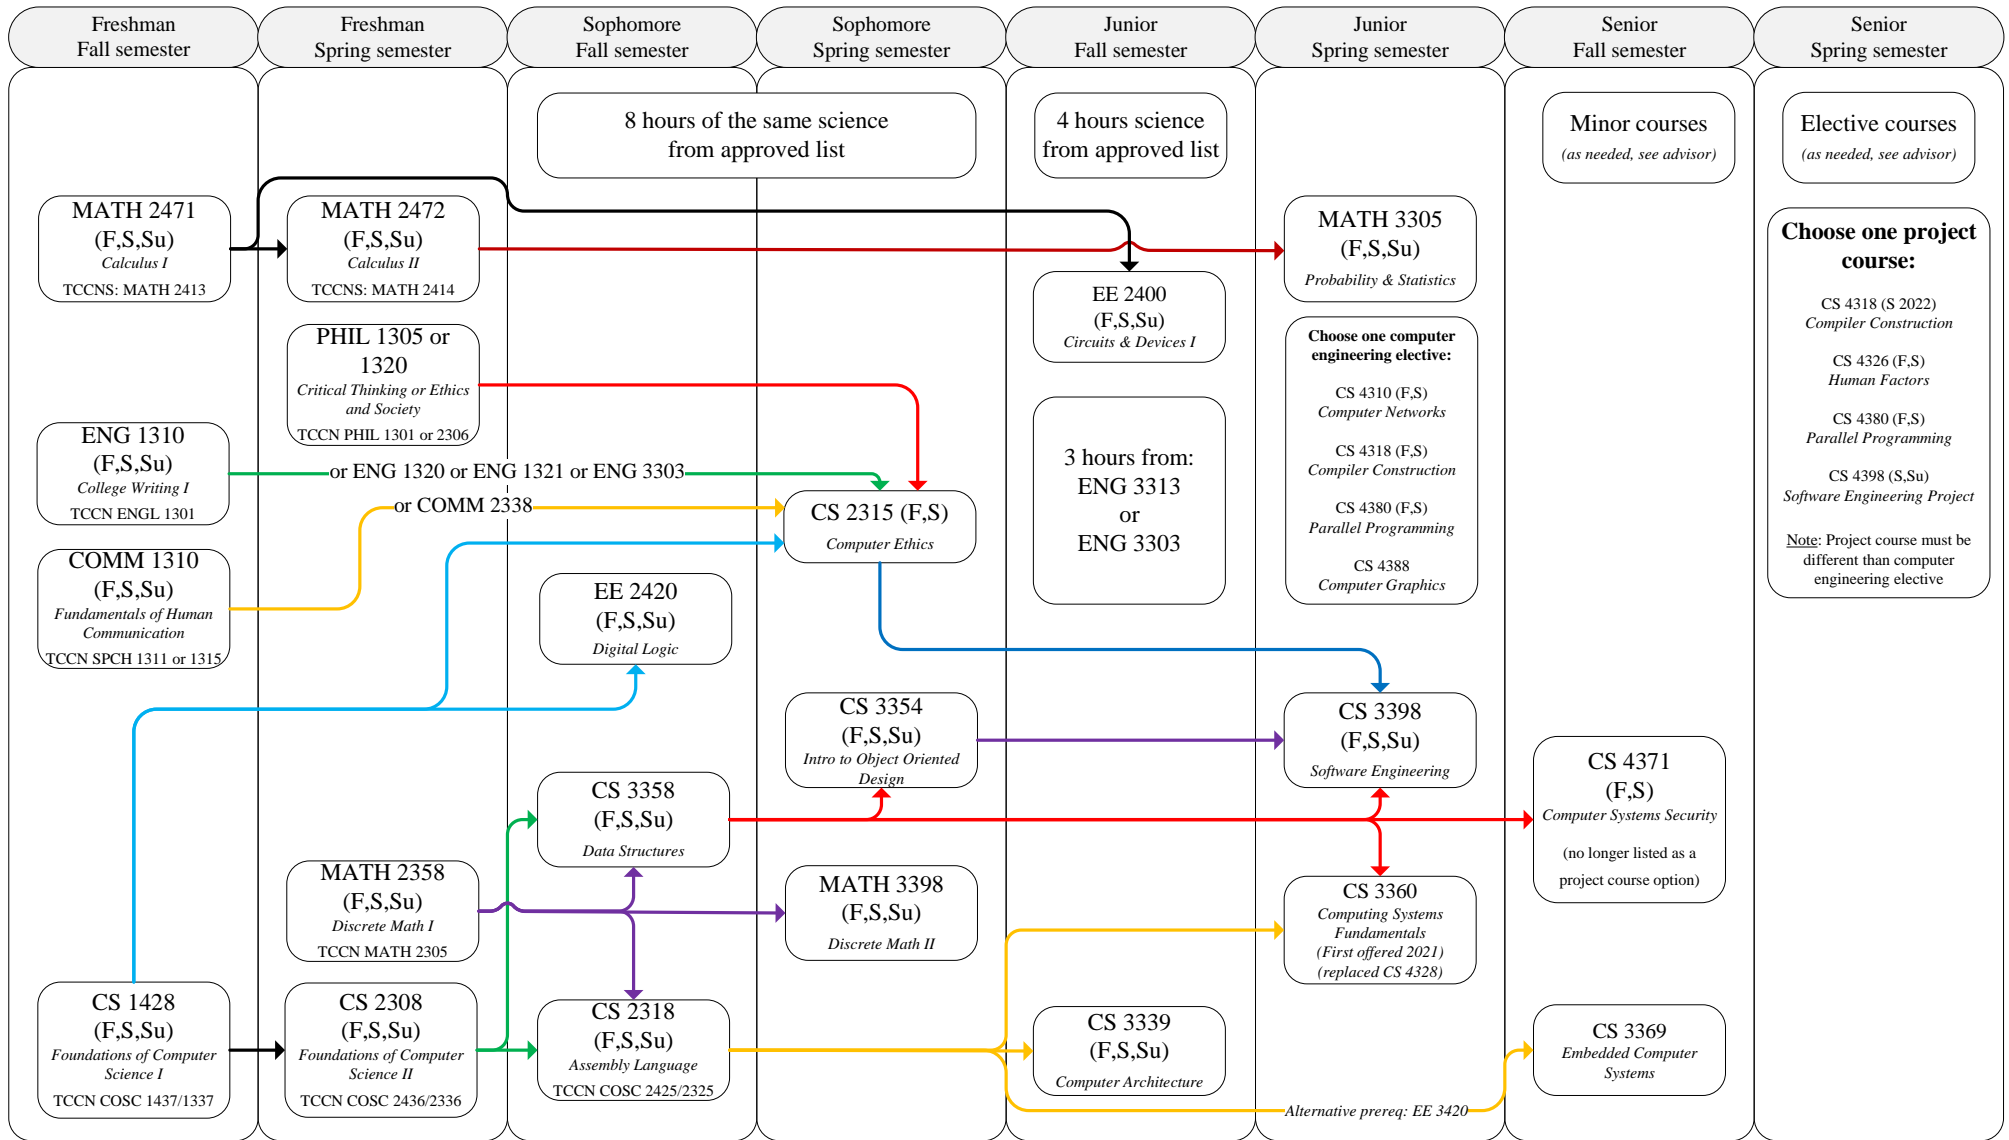 Freshman
Fall semester
Freshman
Spring semester
Sophomore
Fall semester
Sophomore
Spring semester
Junior
Fall semester
Junior
Spring semester
Senior
Fall semester
Senior
Spring semester
8 hours of the same science
from approved list
4 hours science
from approved list
Minor courses
(as needed, see advisor)
Elective courses
(as needed, see advisor)
MATH 2471
(F,S,Su)
Calculus I
TCCNS: MATH 2413
MATH 2472
(F,S,Su)
Calculus II
TCCNS: MATH 2414
MATH 3305
(F,S,Su)
Probability & Statistics
EE 2400
(F,S,Su)
Circuits & Devices I
Choose one project
course:
CS 4318 (S 2022)
Compiler Construction
CS 4326 (F,S)
Human Factors
CS 4380 (F,S)
Parallel Programming
CS 4398 (S,Su)
Software Engineering Project
Note: Project course must be
different than computer
engineering elective
PHIL 1305 or
1320
Critical Thinking or Ethics
and Society
TCCN PHIL 1301 or 2306
Choose one computer
engineering elective:
CS 4310 (F,S)
Computer Networks
CS 4318 (F,S)
Compiler Construction
CS 4380 (F,S)
Parallel Programming
CS 4388
Computer Graphics
ENG 1310
(F,S,Su)
College Writing I
TCCN ENGL 1301
or ENG 1320 or ENG 1321 or ENG 3303
or COMM 2338
3 hours from:
ENG 3313
or
ENG 3303
CS 2315 (F,S)
Computer Ethics
COMM 1310
(F,S,Su)
Fundamentals of Human
Communication
TCCN SPCH 1311 or 1315
EE 2420
(F,S,Su)
Digital Logic
CS 3354
(F,S,Su)
Intro to Object Oriented
Design
CS 3398
(F,S,Su)
Software Engineering
CS 4371
(F,S)
Computer Systems Security
(no longer listed as a
project course option)
CS 3358
(F,S,Su)
Data Structures
MATH 2358
(F,S,Su)
Discrete Math I
TCCN MATH 2305
MATH 3398
(F,S,Su)
Discrete Math II
CS 3360
Computing Systems
Fundamentals
(First offered 2021)
(replaced CS 4328)
CS 1428
(F,S,Su)
Foundations of Computer
Science I
TCCN COSC 1437/1337
CS 2308
(F,S,Su)
Foundations of Computer
Science II
TCCN COSC 2436/2336
CS 2318
(F,S,Su)
Assembly Language
TCCN COSC 2425/2325
CS 3339
(F,S,Su)
Computer Architecture
CS 3369
Embedded Computer
Systems
Alternative prereq: EE 3420